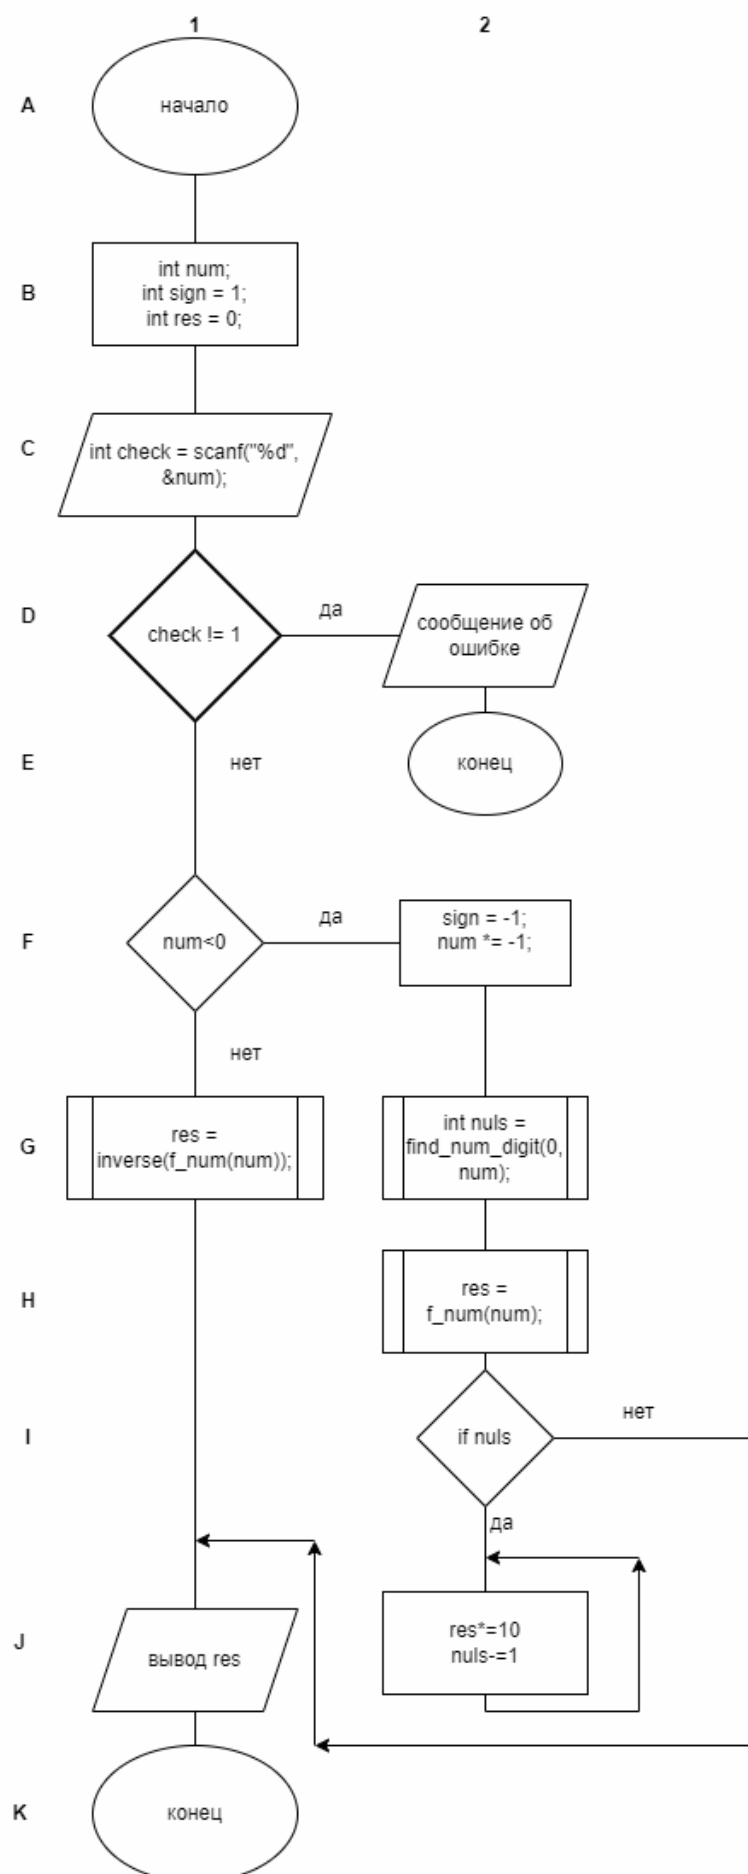 1
2
A
начало
B
int num;
int sign = 1;
int res = 0;
C
int check = scanf("%d",
&num);
D
check != 1
да
сообщение об
ошибке
E
нет
конец
F
num<0
да
sign = -1;
num *= -1;
нет
G
res =
inverse(f_num(num));
int nuls =
find_num_digit(0,
num);
H
res =
f_num(num);
I
if nuls
нет
да
J
вывод res
res*=10
nuls-=1
K
конец